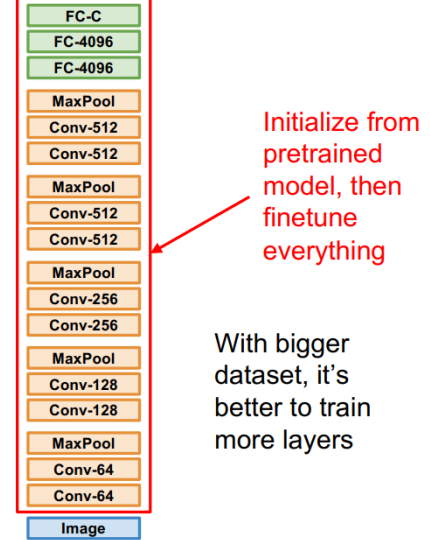 FC-C
FC-4096
FC-4096
MaxPool
Conv-512
Conv-512
MaxPool
Conv-512
Conv-512
MaxPool
Conv-256
Conv-256
MaxPool
Conv-128
Conv-128
MaxPool
Conv-64
Conv-64
Image
Initialize from
pretrained
model, then
finetune
everything
With bigger
dataset, it's
better to train
more layers